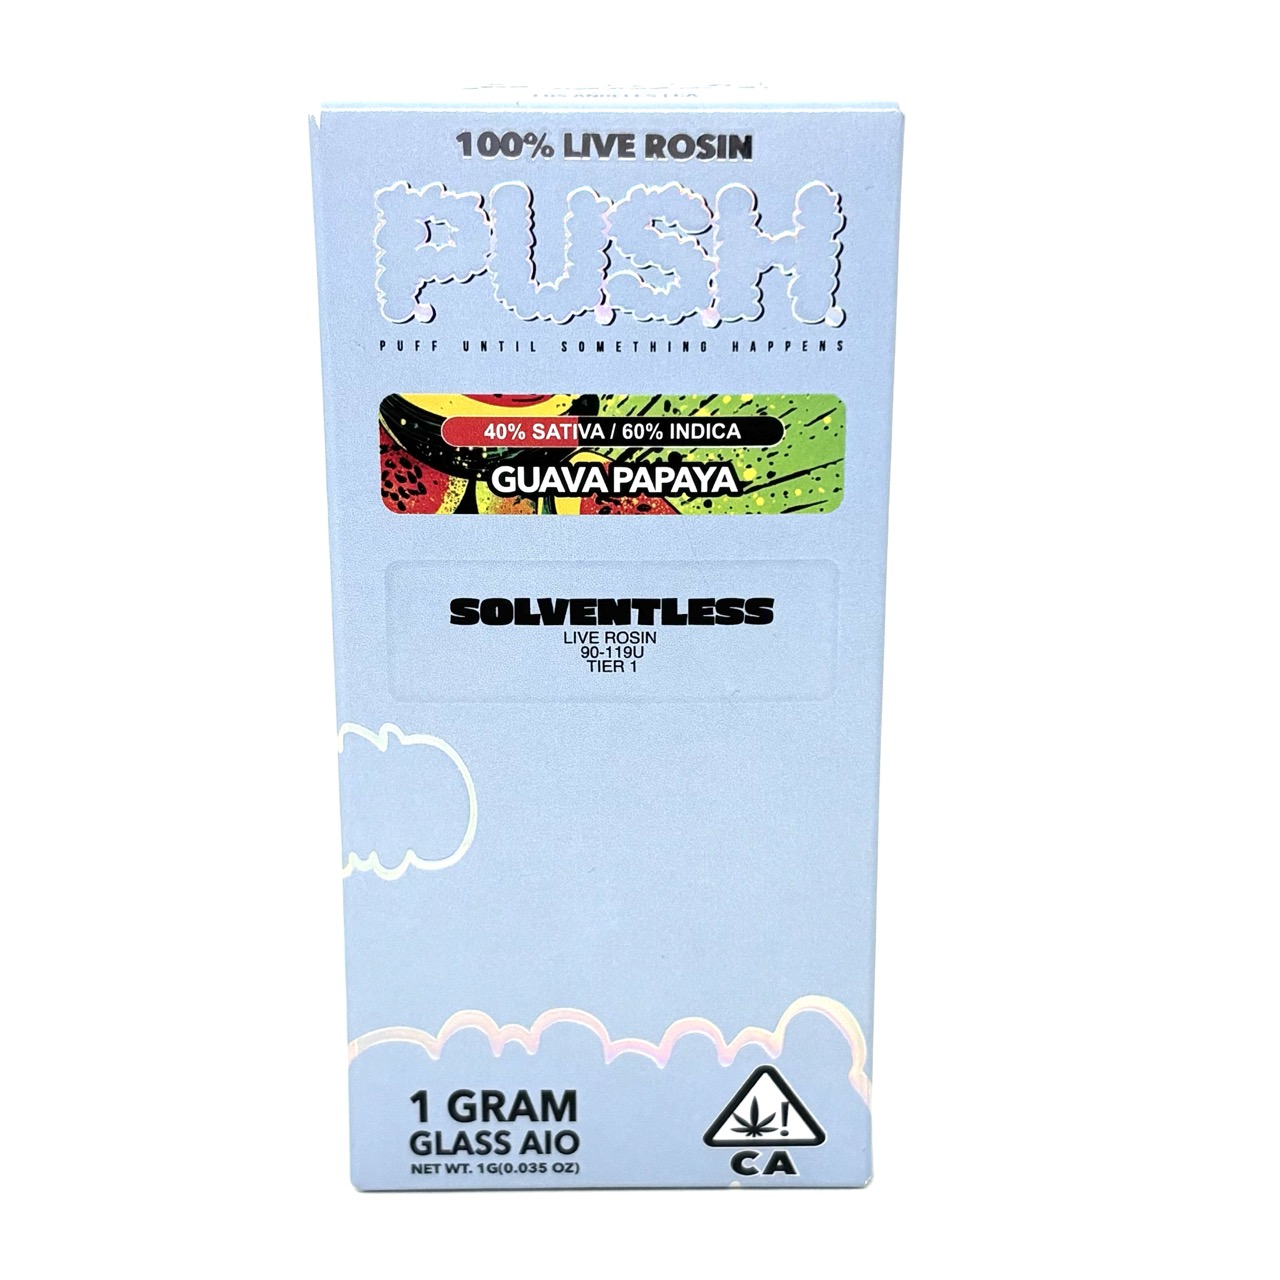 100% LIVE ROSIN
P.U.S.H.
PUFF UNTIL SOMETHING HAPPENS
40% SATIVA / 60% INDICA
GUAVA PAPAYA
SOLVENTLESS
LIVE ROSIN
90-119U
TIER 1
1 GRAM
GLASS AIO
NET WT. 1G(0.035 OZ)
!
CA